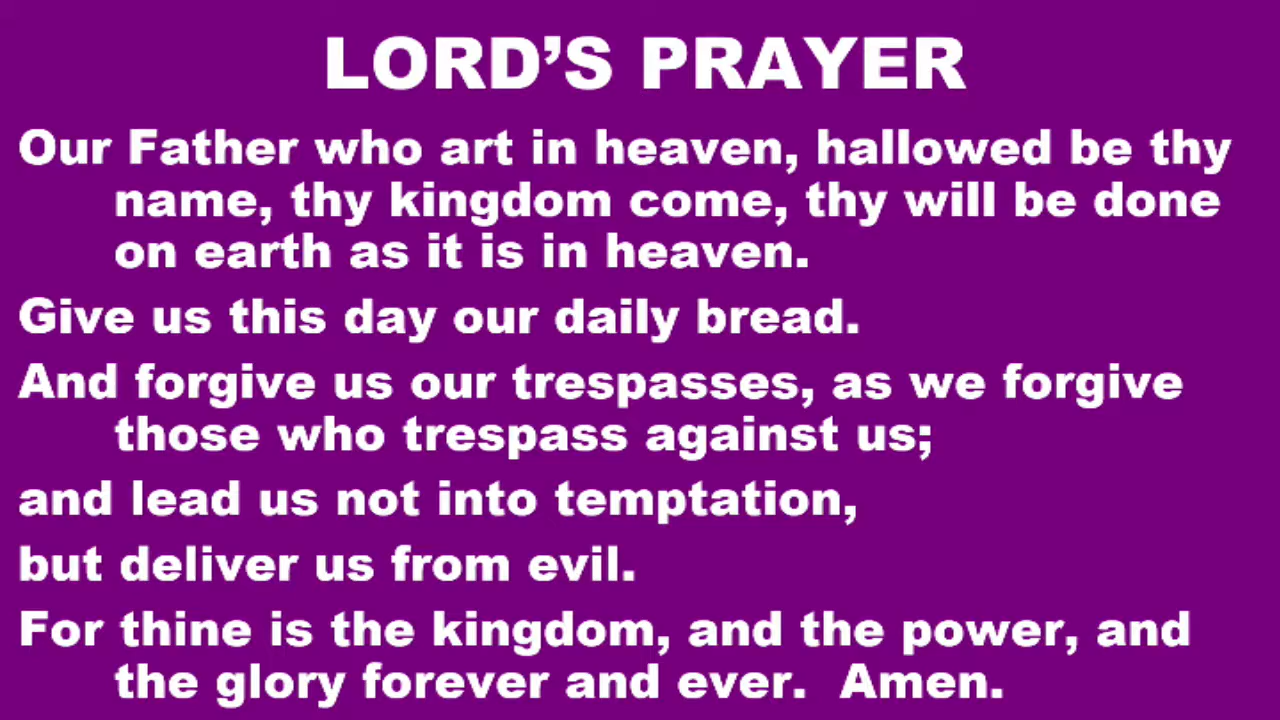 LORD’S PRAYER
Our Father who art in heaven, hallowed be thy
name, thy kingdom come, thy will be done
on earth as it is in heaven.
Give us this day our daily bread.
And forgive us our trespasses, as we forgive
those who trespass against us;
and lead us not into temptation,
but deliver us from evil.
For thine is the kingdom, and the power, and
the glory forever and ever.  Amen.